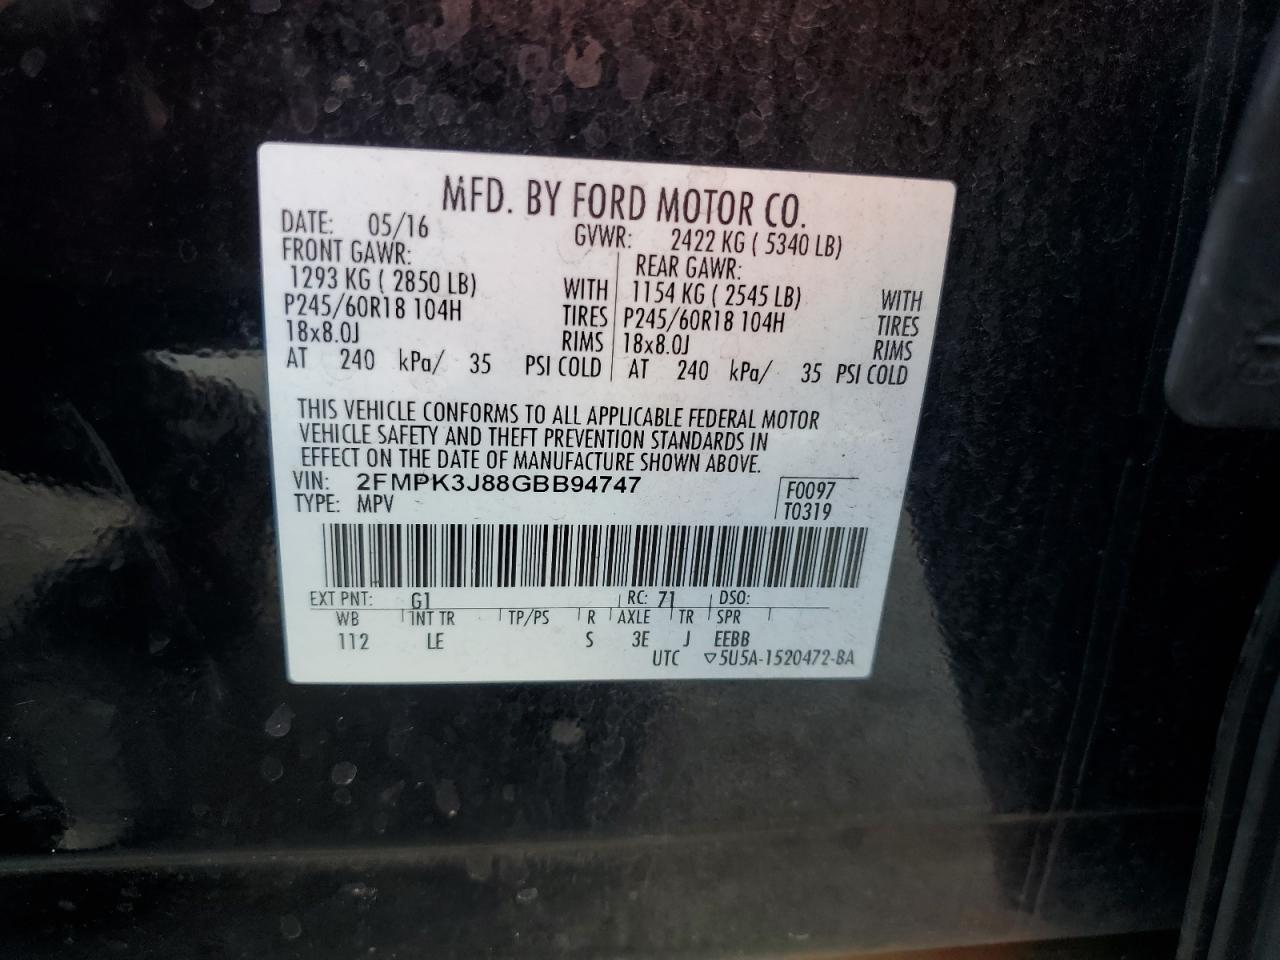 MFD. BY FORD MOTOR CO.
DATE: 05/16 GVWR: 2422 KG ( 5340 LB)
FRONT GAWR: REAR GAWR:
1293 KG ( 2850 LB) WITH 1154 KG ( 2545 LB) WITH
P245/60R18 104H TIRES P245/60R18 104H TIRES
18x8.0J RIMS 18x8.0J RIMS
AT 240 kPa/ 35 PSI COLD AT 240 kPa/ 35 PSI COLD
THIS VEHICLE CONFORMS TO ALL APPLICABLE FEDERAL MOTOR
VEHICLE SAFETY AND THEFT PREVENTION STANDARDS IN
EFFECT ON THE DATE OF MANUFACTURE SHOWN ABOVE.
VIN: 2FMPK3J88GBB94747 F0097
TYPE: MPV T0319
EXT PNT: G1 RC: 71 DSO:
WB INT TR TP/PS R AXLE TR SPR
112 LE S 3E J EEBB
UTC ▽5U5A-1520472-BA